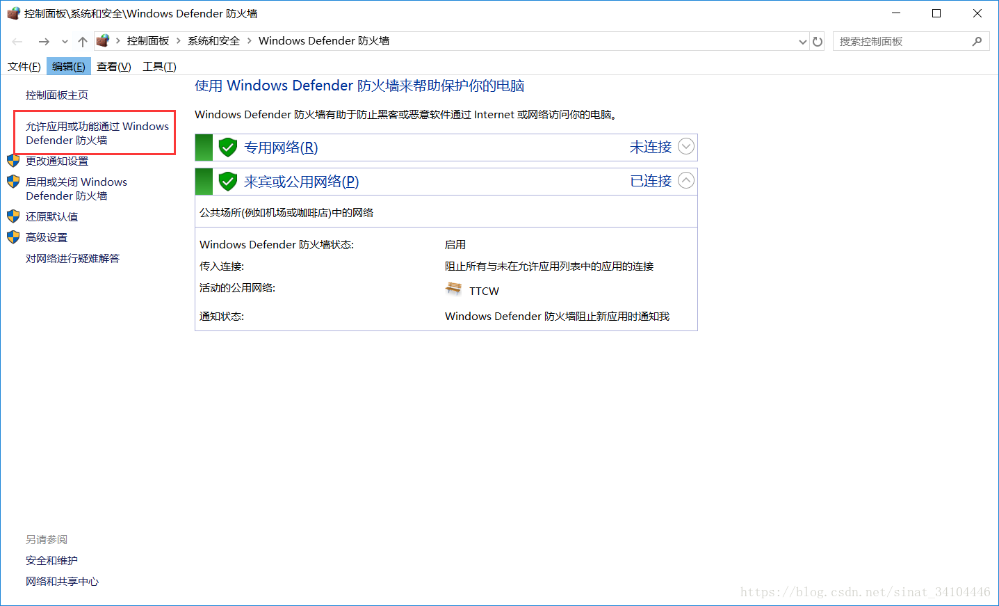 控制面板\系统和安全\Windows Defender 防火墙
控制面板 > 系统和安全 > Windows Defender 防火墙
搜索控制面板
文件(F) 编辑(E) 查看(V) 工具(T)
控制面板主页
允许应用或功能通过 Windows
Defender 防火墙
更改通知设置
启用或关闭 Windows
Defender 防火墙
还原默认值
高级设置
对网络进行疑难解答
使用 Windows Defender 防火墙来帮助保护你的电脑
Windows Defender 防火墙有助于防止黑客或恶意软件通过 Internet 或网络访问你的电脑。
专用网络(R) 未连接
来宾或公用网络(P) 已连接
公共场所(例如机场或咖啡店)中的网络
Windows Defender 防火墙状态: 启用
传入连接: 阻止所有与未在允许应用列表中的应用的连接
活动的公用网络: TTCW
通知状态: Windows Defender 防火墙阻止新应用时通知我
另请参阅
安全和维护
网络和共享中心
https://blog.csdn.net/sinat_34104446